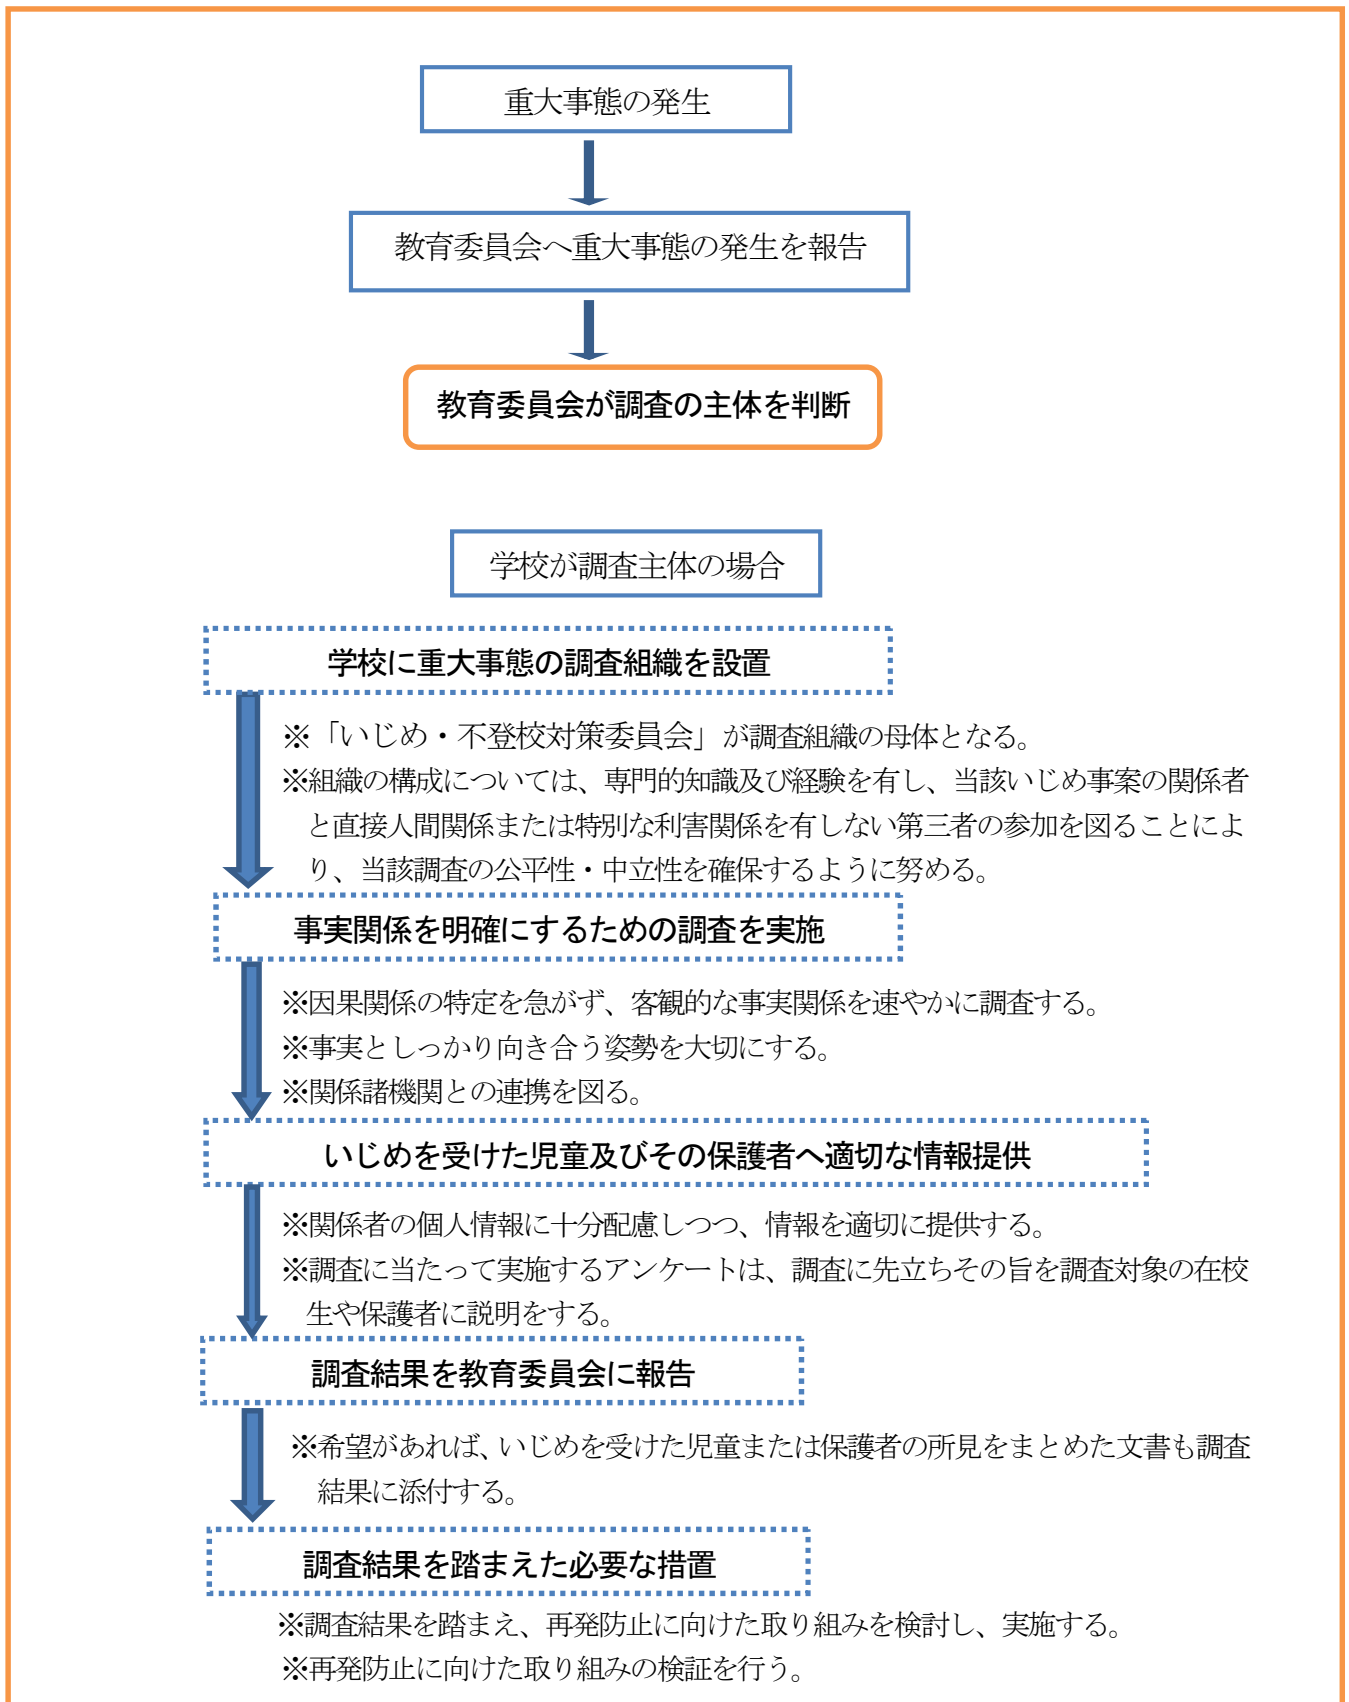 重大事態の発生
教育委員会へ重大事態の発生を報告
教育委員会が調査の主体を判断
学校が調査主体の場合
学校に重大事態の調査組織を設置
※「いじめ・不登校対策委員会」が調査組織の母体となる。
※組織の構成については、専門的知識及び経験を有し、当該いじめ事案の関係者
と直接人間関係または特別な利害関係を有しない第三者の参加を図ることによ
り、当該調査の公平性・中立性を確保するように努める。
事実関係を明確にするための調査を実施
※因果関係の特定を急がず、客観的な事実関係を速やかに調査する。
※事実としっかり向き合う姿勢を大切にする。
※関係諸機関との連携を図る。
いじめを受けた児童及びその保護者へ適切な情報提供
※関係者の個人情報に十分配慮しつつ、情報を適切に提供する。
※調査に当たって実施するアンケートは、調査に先立ちその旨を調査対象の在校
生や保護者に説明をする。
調査結果を教育委員会に報告
※希望があれば、いじめを受けた児童または保護者の所見をまとめた文書も調査
結果に添付する。
調査結果を踏まえた必要な措置
※調査結果を踏まえ、再発防止に向けた取り組みを検討し、実施する。
※再発防止に向けた取り組みの検証を行う。